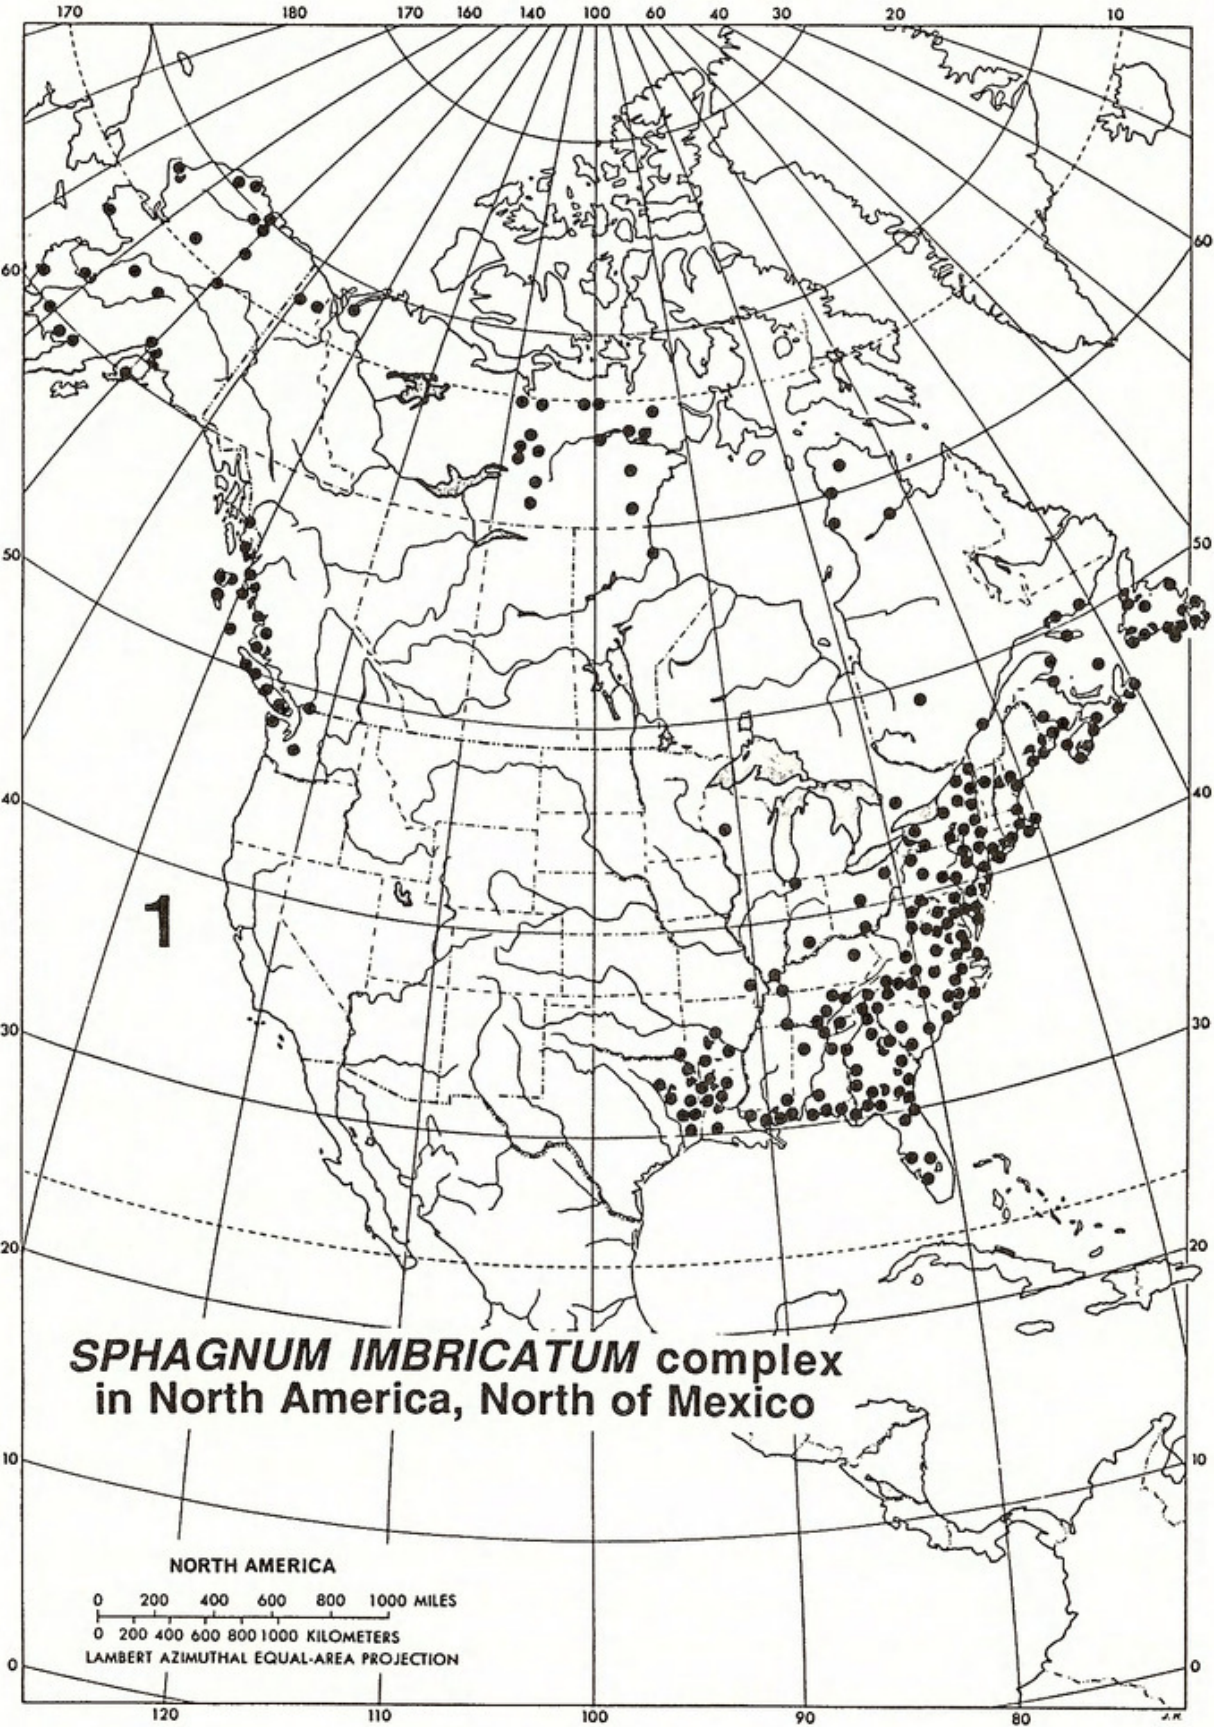 170 180 170 160 140 100 60 40 30 20 10
60 60
50 50
40 40
1
30 30
20 20
SPHAGNUM IMBRICATUM complex
in North America, North of Mexico
10 10
NORTH AMERICA
0 200 400 600 800 1000 MILES
0 200 400 600 800 1000 KILOMETERS
LAMBERT AZIMUTHAL EQUAL-AREA PROJECTION
0 0
120 110 100 90 80
J.R.